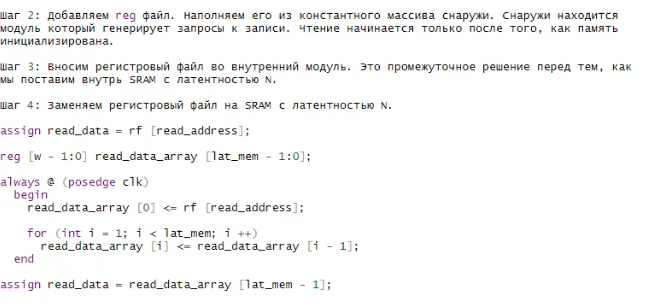 Шаг 2: Добавляем reg файл. Наполняем его из константного массива снаружи. Снаружи находится
модуль который генерирует запросы к записи. Чтение начинается только после того, как память
инициализирована.
Шаг 3: Вносим регистровый файл во внутренний модуль. Это промежуточное решение перед тем, как
мы поставим внутрь SRAM с латентностью N.
Шаг 4: Заменяем регистровый файл на SRAM с латентностью N.
assign read_data = rf [read_address];
reg [w - 1:0] read_data_array [lat_mem - 1:0];
always @ (posedge clk)
begin
read_data_array [0] <= rf [read_address];
for (int i = 1; i < lat_mem; i ++)
read_data_array [i] <= read_data_array [i - 1];
end
assign read_data = read_data_array [lat_mem - 1];